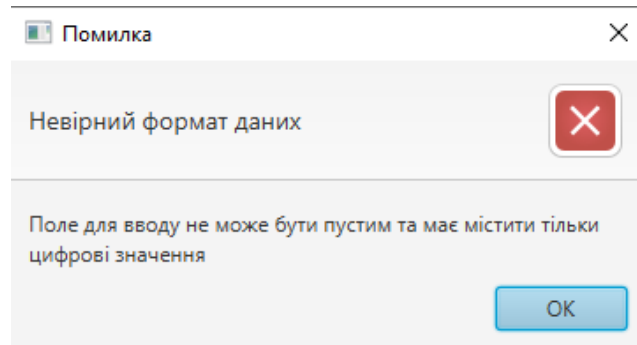 Помилка
Невірний формат даних
Поле для вводу не може бути пустим та має містити тільки
цифрові значення
OK